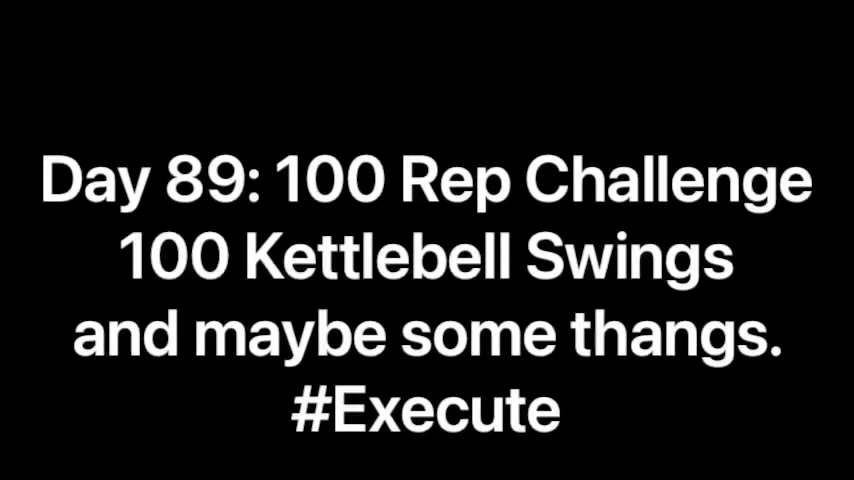 Day 89: 100 Rep Challenge
100 Kettlebell Swings
and maybe some thangs.
#Execute